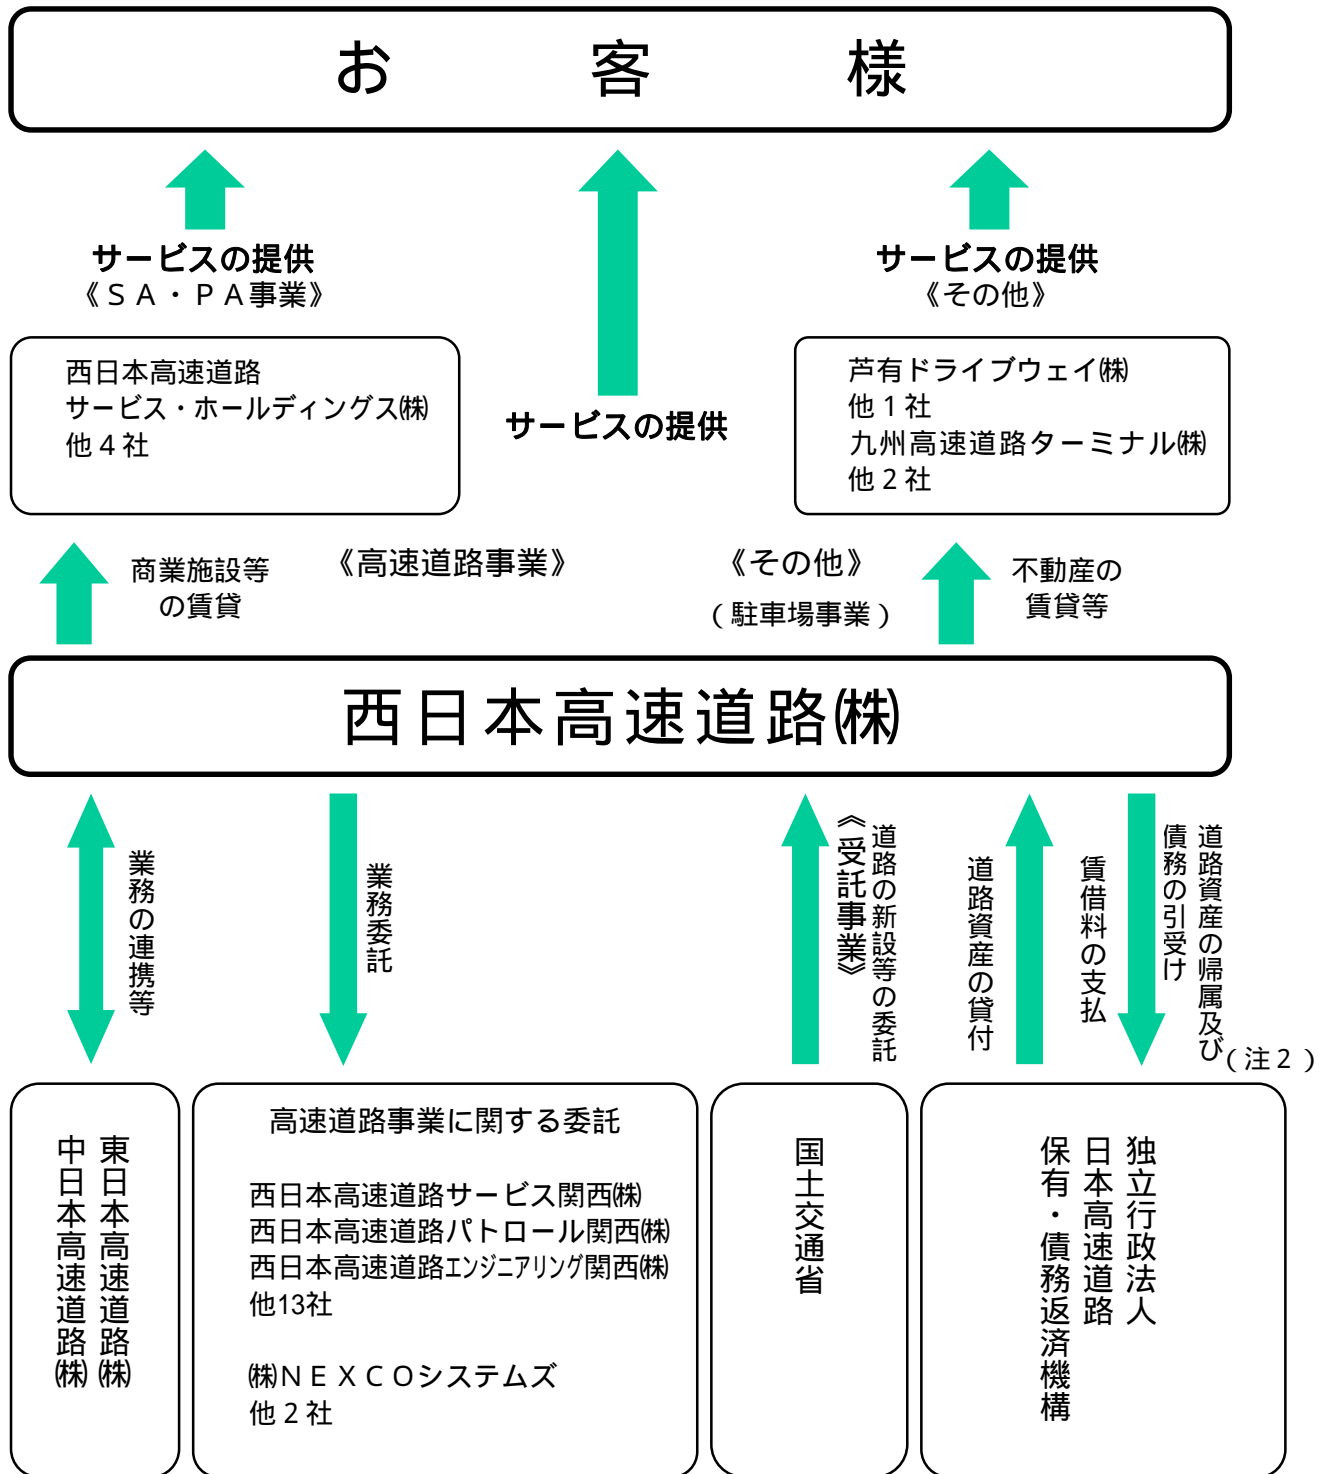 お客様
サービスの提供
《ＳＡ・ＰＡ事業》
サービスの提供
《その他》
西日本高速道路
サービス・ホールディングス㈱
他４社
サービスの提供
芦有ドライブウェイ㈱
他１社
九州高速道路ターミナル㈱
他２社
商業施設等
の賃貸
《高速道路事業》
《その他》
（駐車場事業）
不動産の
賃貸等
西日本高速道路㈱
業務の連携等
業務委託
道路の新設等の委託
《受託事業》
道路資産の貸付
賃借料の支払
道路資産の帰属及び
債務の引受け
（注２）
東日本高速道路㈱
中日本高速道路㈱
高速道路事業に関する委託
西日本高速道路サービス関西㈱
西日本高速道路パトロール関西㈱
西日本高速道路ｴﾝｼﾞﾆｱﾘﾝｸﾞ関西㈱
他13社
㈱ＮＥＸＣＯシステムズ
他２社
国土交通省
独立行政法人
日本高速道路
保有・債務返済機構